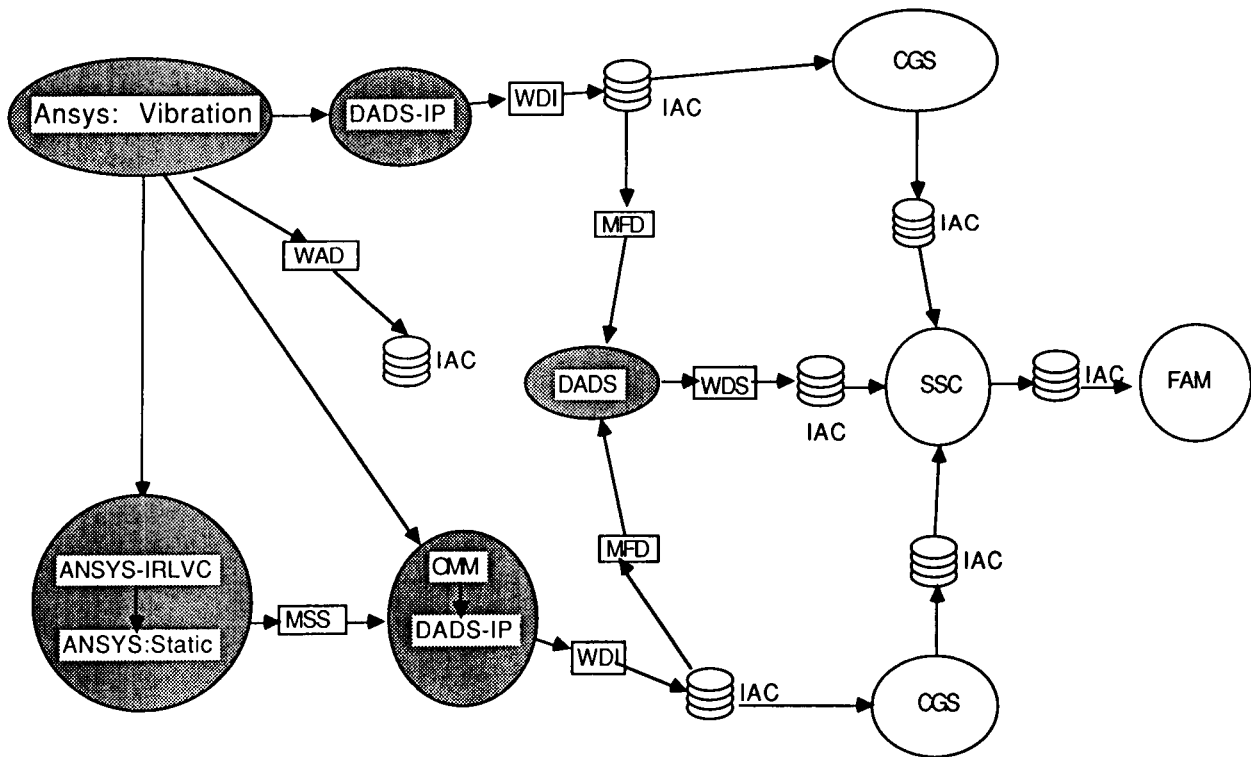 CGS
Ansys: Vibration
DADS-IP
WDI
IAC
IAC
MFD
WAD
IAC
DADS
WDS
IAC
SSC
IAC
FAM
MFD
IAC
ANSYS-IRLVC
CMM
MSS
DADS-IP
ANSYS:Static
WDI
IAC
CGS